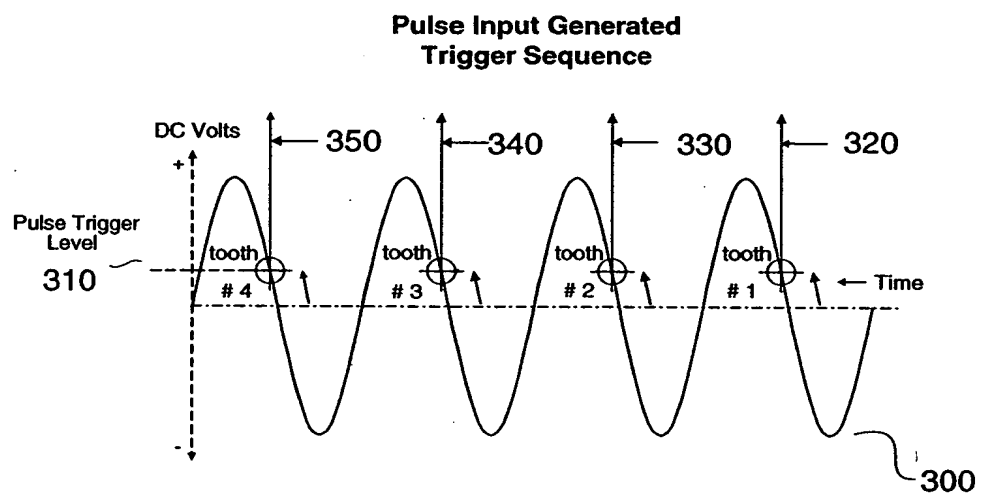 Pulse Input Generated
Trigger Sequence
DC Volts
350
340
330
320
+
Pulse Trigger
Level
310
tooth
# 4
tooth
# 3
tooth
# 2
tooth
# 1
Time
-
300